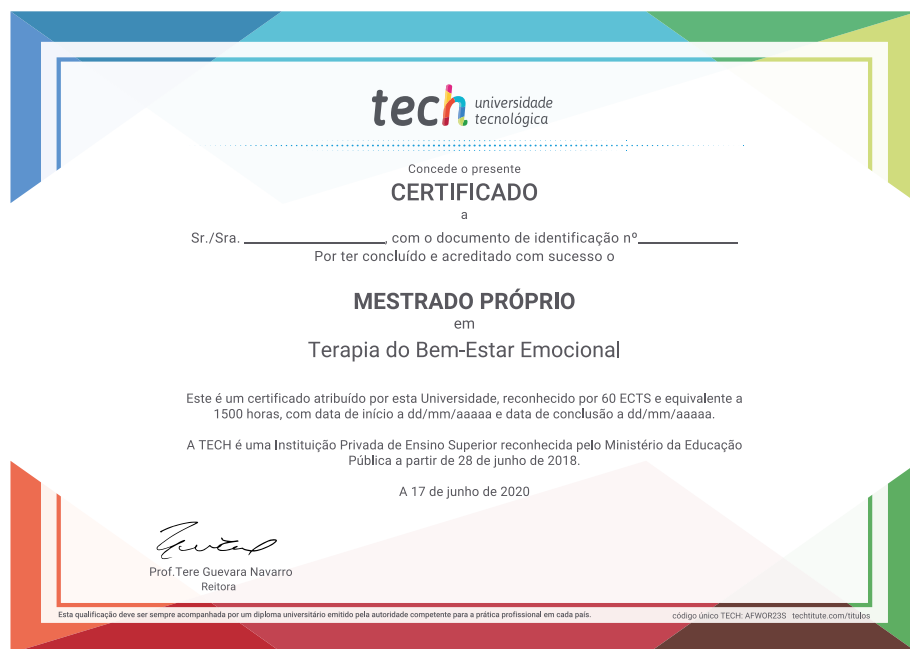 tech universidade
tecnológica
Concede o presente
CERTIFICADO
a
Sr./Sra. , com o documento de identificação nº
Por ter concluído e acreditado com sucesso o
MESTRADO PRÓPRIO
em
Terapia do Bem-Estar Emocional
Este é um certificado atribuído por esta Universidade, reconhecido por 60 ECTS e equivalente a
1500 horas, com data de início a dd/mm/aaaaa e data de conclusão a dd/mm/aaaaa.
A TECH é uma Instituição Privada de Ensino Superior reconhecida pelo Ministério da Educação
Pública a partir de 28 de junho de 2018.
A 17 de junho de 2020
Prof.Tere Guevara Navarro
Reitora
Esta qualificação deve ser sempre acompanhada por um diploma universitário emitido pela autoridade competente para a prática profissional em cada país.
código único TECH: AFWOR23S techtitute.com/titulos